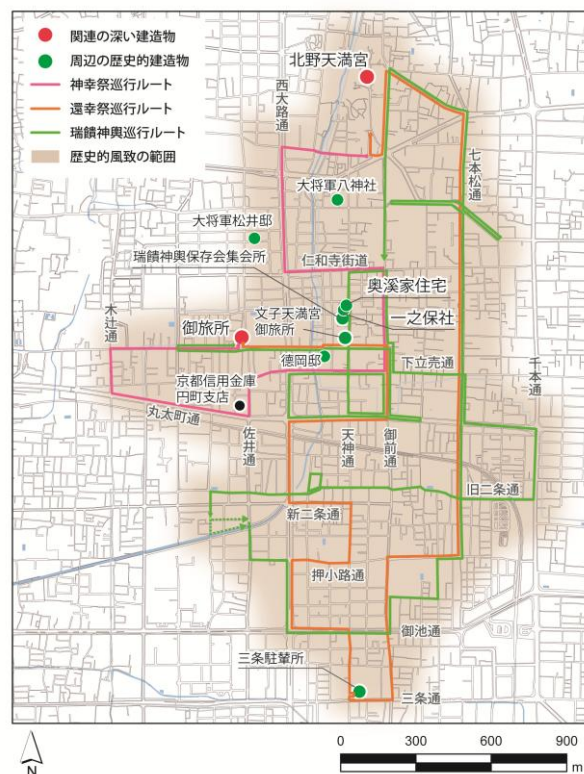 関連の深い建造物
周辺の歴史的建造物
神幸祭巡行ルート
還幸祭巡行ルート
瑞饋神輿巡行ルート
歴史的風致の範囲
北野天満宮
西大路通
七本松通
大将軍八神社
大将軍松井邸
仁和寺街道
瑞饋神輿保存会集会所
奥溪家住宅
木辻通
御旅所
文子天満宮
御旅所
一之保社
徳岡邸
下立売通
千本通
京都信用金庫
円町支店
丸太町通
佐井通
天神通
御前通
旧二条通
新二条通
押小路通
御池通
三条駐輦所
三条通
N
0 300 600 900
m